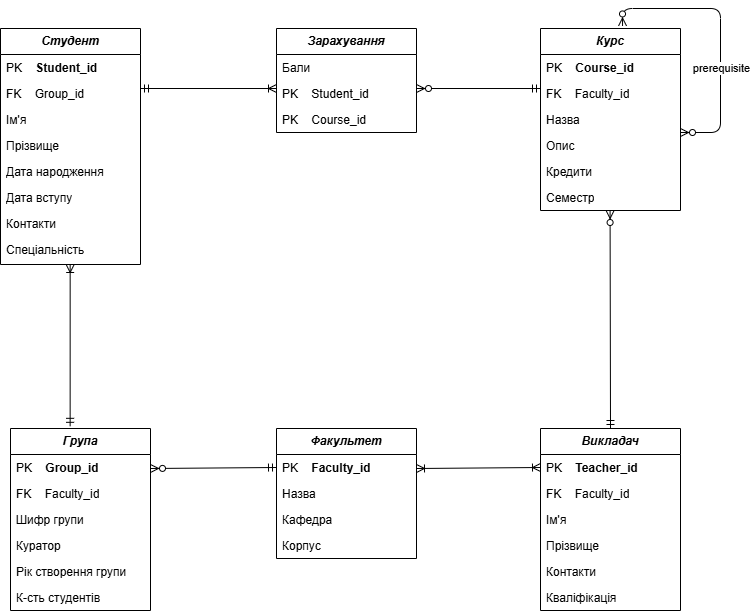 Студент
PK Student_id
FK Group_id
Ім'я
Прізвище
Дата народження
Дата вступу
Контакти
Спеціальність
Зарахування
Бали
PK Student_id
PK Course_id
Курс
PK Course_id
FK Faculty_id
Назва
Опис
Кредити
Семестр
prerequisite
Група
PK Group_id
FK Faculty_id
Шифр групи
Куратор
Рік створення групи
К-сть студентів
Факультет
PK Faculty_id
Назва
Кафедра
Корпус
Викладач
PK Teacher_id
FK Faculty_id
Ім'я
Прізвище
Контакти
Кваліфікація